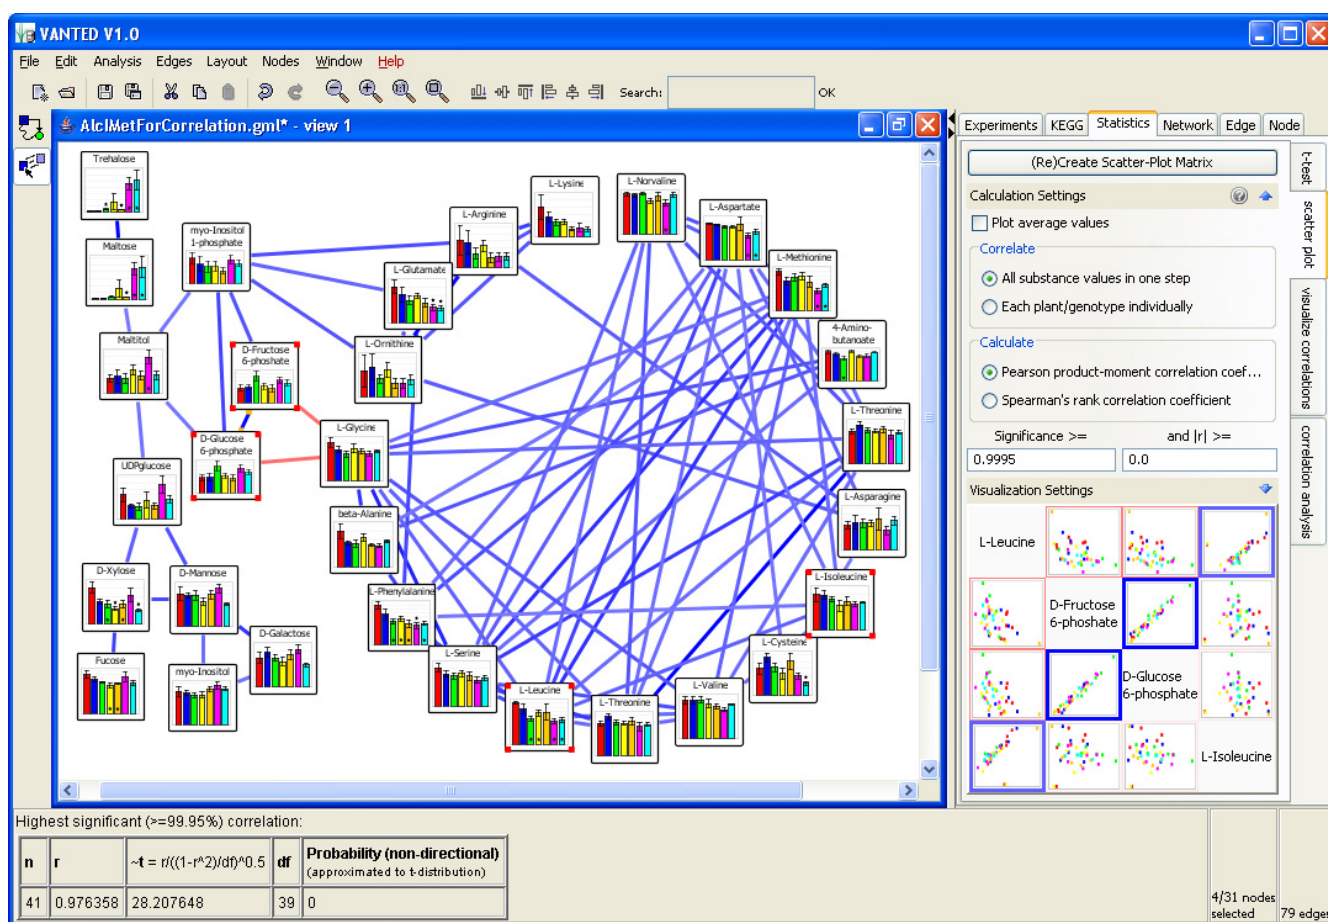 VANTED V1.0
File Edit Analysis Edges Layout Nodes Window Help
Search: OK
AlclMetForCorrelation.gml* - view 1
Trehalose
Maltose
myo-Inositol
1-phosphate
Maltitol
D-Fructose
6-phoshate
D-Glucose
6-phosphate
UDPglucose
D-Xylose
D-Mannose
Fucose
myo-Inositol
D-Galactose
L-Lysine
L-Arginine
L-Glutamate
L-Ornithine
L-Glycine
beta-Alanine
L-Phenylalanine
L-Serine
L-Leucine
L-Threonine
L-Valine
L-Cysteine
L-Isoleucine
L-Asparagine
L-Threonine
4-Amino-
butanoate
L-Methionine
L-Aspartate
L-Norvaline
Experiments KEGG Statistics Network Edge Node
(Re)Create Scatter-Plot Matrix
Calculation Settings
Plot average values
Correlate
All substance values in one step
Each plant/genotype individually
Calculate
Pearson product-moment correlation coef...
Spearman's rank correlation coefficient
Significance >= and |r| >=
0.9995 0.0
Visualization Settings
L-Leucine
D-Fructose
6-phoshate
D-Glucose
6-phosphate
L-Isoleucine
t-test
scatter plot
visualize correlations
correlation analysis
Highest significant (>=99.95%) correlation:
n r ~t = r/((1-r^2)/df)^0.5 df Probability (non-directional)
(approximated to t-distribution)
41 0.976358 28.207648 39 0
4/31 nodes
selected
79 edges